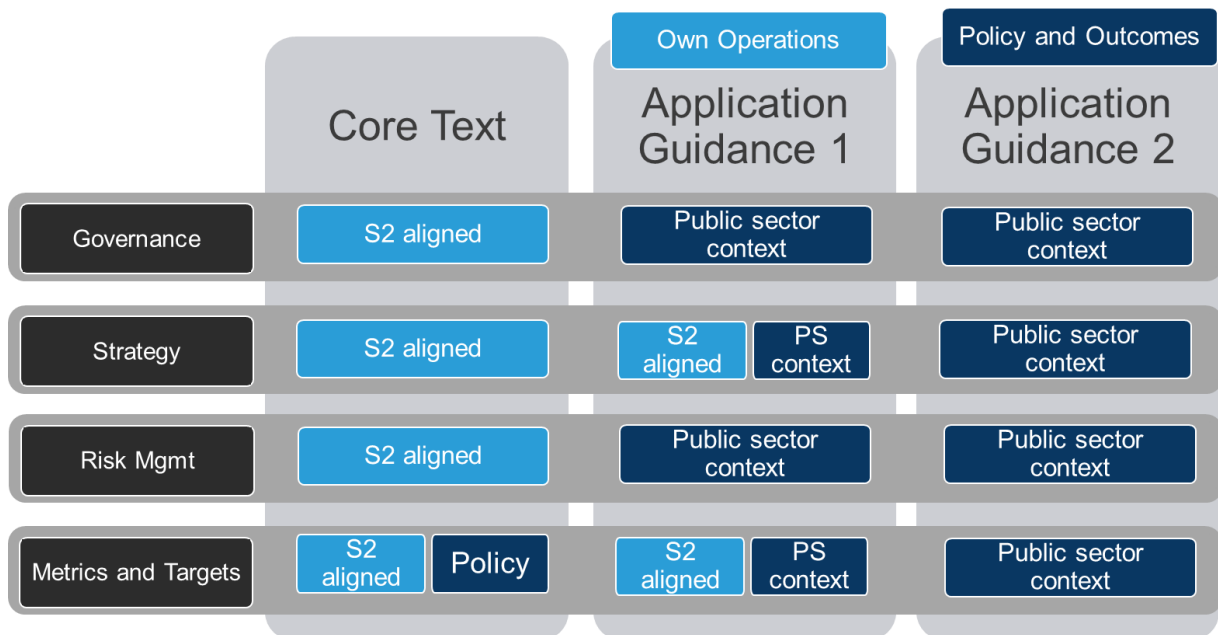 Own Operations
Policy and Outcomes
Core Text
Application
Guidance 1
Application
Guidance 2
Governance
S2 aligned
Public sector
context
Public sector
context
Strategy
S2 aligned
S2
aligned
PS
context
Public sector
context
Risk Mgmt
S2 aligned
Public sector
context
Public sector
context
Metrics and Targets
S2
aligned
Policy
S2
aligned
PS
context
Public sector
context